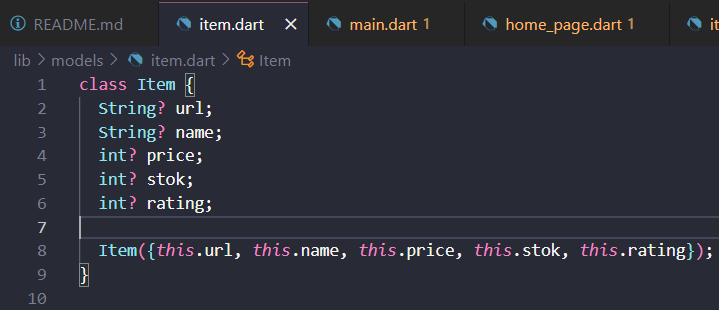 README.md item.dart × main.dart 1 home_page.dart 1 it
lib > models > item.dart > Item
1 class Item {
2 String? url;
3 String? name;
4 int? price;
5 int? stok;
6 int? rating;
7
8 Item({this.url, this.name, this.price, this.stok, this.rating});
9 }
10